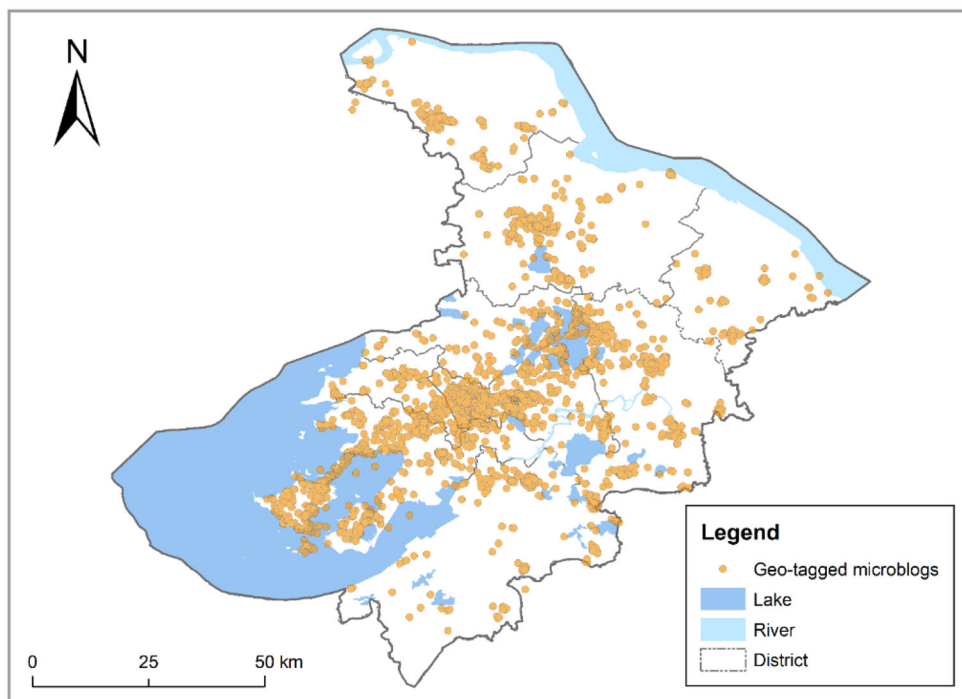 N
Legend
Geo-tagged microblogs
Lake
River
District
0 25 50 km